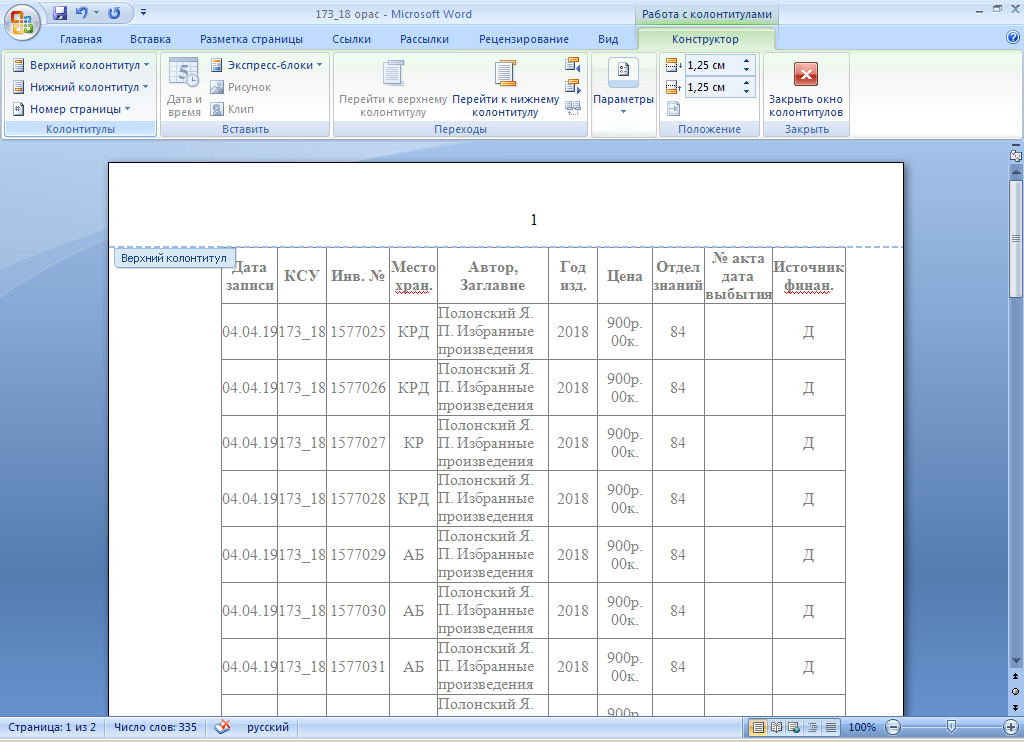 173_18 opac - Microsoft Word
Работа с колонтитулами
Главная Вставка Разметка страницы Ссылки Рассылки Рецензирование Вид Конструктор
Верхний колонтитул
Нижний колонтитул
Номер страницы
Колонтитулы
5
Дата и
время
Экспресс-блоки
Рисунок
Клип
Вставить
Перейти к верхнему
колонтитулу
Перейти к нижнему
колонтитулу
Переходы
Параметры
1,25 см
1,25 см
Положение
Закрыть окно
колонтитулов
Закрыть
1
Верхний колонтитул
Дата
записи
КСУ
Инв. №
Место
хран.
Автор,
Заглавие
Год
изд.
Цена
Отдел
знаний
№ акта
дата
выбытия
Источник
финан.
04.04.19 173_18 1577025 КРД
Полонский Я.
П. Избранные
произведения
2018
900р.
00к.
84
Д
04.04.19 173_18 1577026 КРД
Полонский Я.
П. Избранные
произведения
2018
900р.
00к.
84
Д
04.04.19 173_18 1577027 КР
Полонский Я.
П. Избранные
произведения
2018
900р.
00к.
84
Д
04.04.19 173_18 1577028 КРД
Полонский Я.
П. Избранные
произведения
2018
900р.
00к.
84
Д
04.04.19 173_18 1577029 АБ
Полонский Я.
П. Избранные
произведения
2018
900р.
00к.
84
Д
04.04.19 173_18 1577030 АБ
Полонский Я.
П. Избранные
произведения
2018
900р.
00к.
84
Д
04.04.19 173_18 1577031 АБ
Полонский Я.
П. Избранные
произведения
2018
900р.
00к.
84
Д
Полонский Я.
900р.
Страница: 1 из 2 Число слов: 335 русский 100%